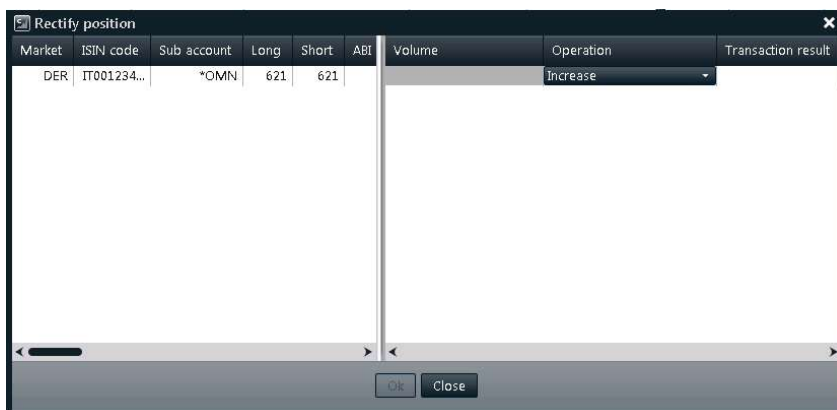 Rectify position
Market ISIN code Sub account Long Short ABI Volume Operation Transaction result
DER IT001234... *OMN 621 621 Increase
Ok Close